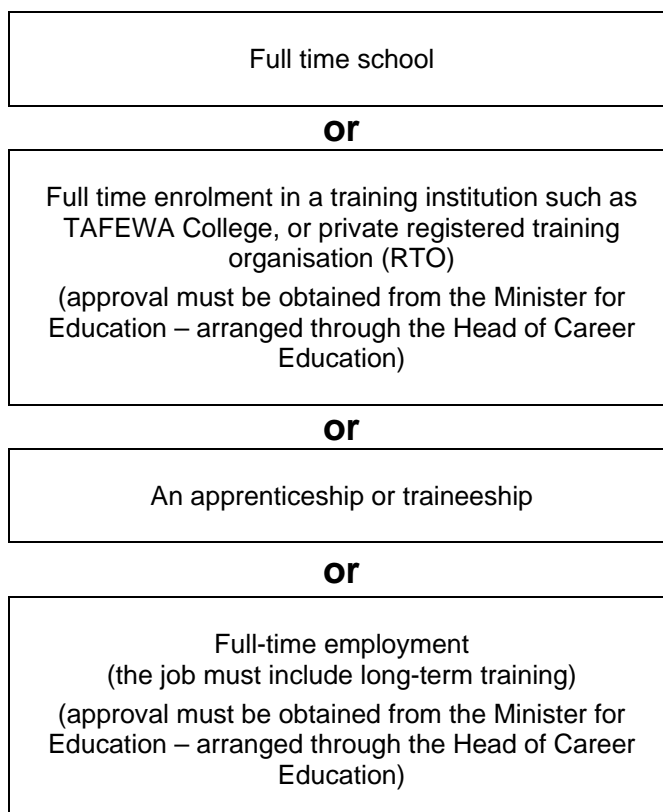 Full time school
or
Full time enrolment in a training institution such as
TAFEWA College, or private registered training
organisation (RTO)
(approval must be obtained from the Minister for
Education – arranged through the Head of Career
Education)
or
An apprenticeship or traineeship
or
Full-time employment
(the job must include long-term training)
(approval must be obtained from the Minister for
Education – arranged through the Head of Career
Education)